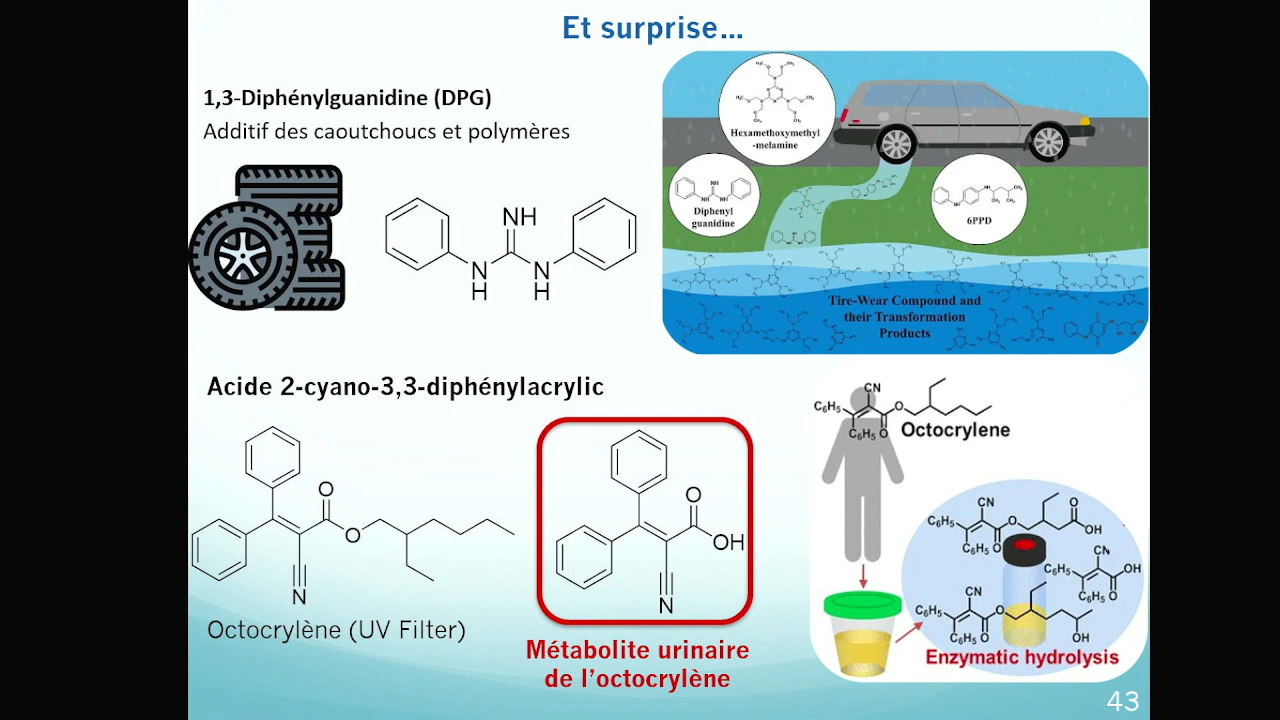 Et surprise...
1,3-Diphénylguanidine (DPG)
Additif des caoutchoucs et polymères
NH
N
H
N
H
Hexamethoxymethyl
-melamine
Diphenyl
guanidine
6PPD
Tire-Wear Compound and
their Transformation
Products
Acide 2-cyano-3,3-diphénylacrylic
O
O
N
Octocrylène (UV Filter)
O
OH
N
Métabolite urinaire
de l'octocrylène
CN
C₆H₅
O
C₆H₅ O
Octocrylene
CN
C₆H₅
O
O
OH
C₆H₅ O
CN
C₆H₅
OH
C₆H₅ O
CN
C₆H₅
O
C₆H₅ O
OH
Enzymatic hydrolysis
43